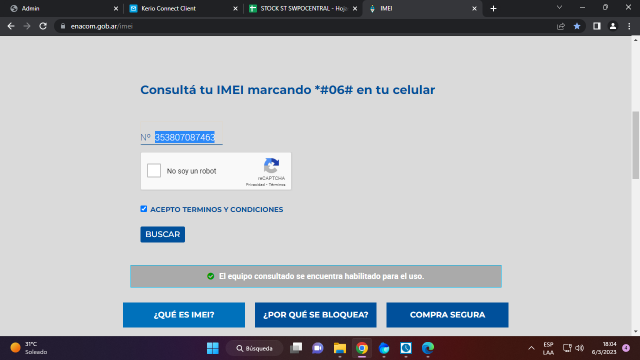 Admin
Kerio Connect Client
STOCK ST SWPOCENTRAL - Hoja
IMEI
enacom.gob.ar/imei
Consultá tu IMEI marcando *#06# en tu celular
Nº 353807087463
No soy un robot
reCAPTCHA
Privacidad - Términos
ACEPTO TERMINOS Y CONDICIONES
BUSCAR
El equipo consultado se encuentra habilitado para el uso.
¿QUÉ ES IMEI?
¿POR QUÉ SE BLOQUEA?
COMPRA SEGURA
31°C
Soleado
Búsqueda
ESP
LAA
18:04
6/3/2023
4